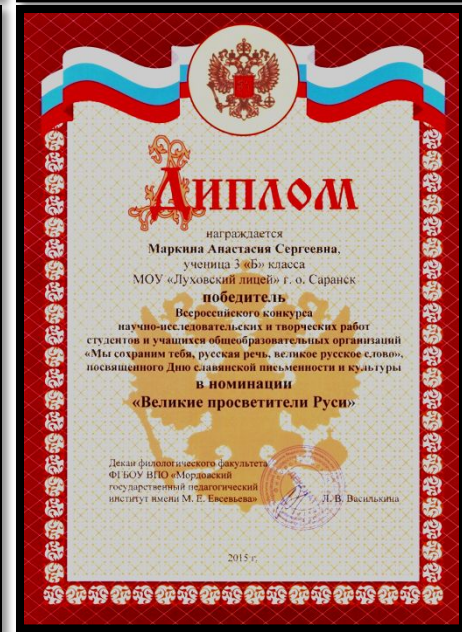 Диплом
награждается
Маркина Анастасия Сергеевна,
ученица 3 «Б» класса
МОУ «Луховский лицей» г. о. Саранск
победитель
Всероссийского конкурса
научно-исследовательских и творческих работ
студентов и учащихся общеобразовательных организаций
«Мы сохраним тебя, русская речь, великое русское слово»,
посвященного Дню славянской письменности и культуры
в номинации
«Великие просветители Руси»
Декан филологического факультета
ФГБОУ ВПО «Мордовский
государственный педагогический
институт имени М. Е. Евсевьева»
Л. В. Василькина
2015 г.